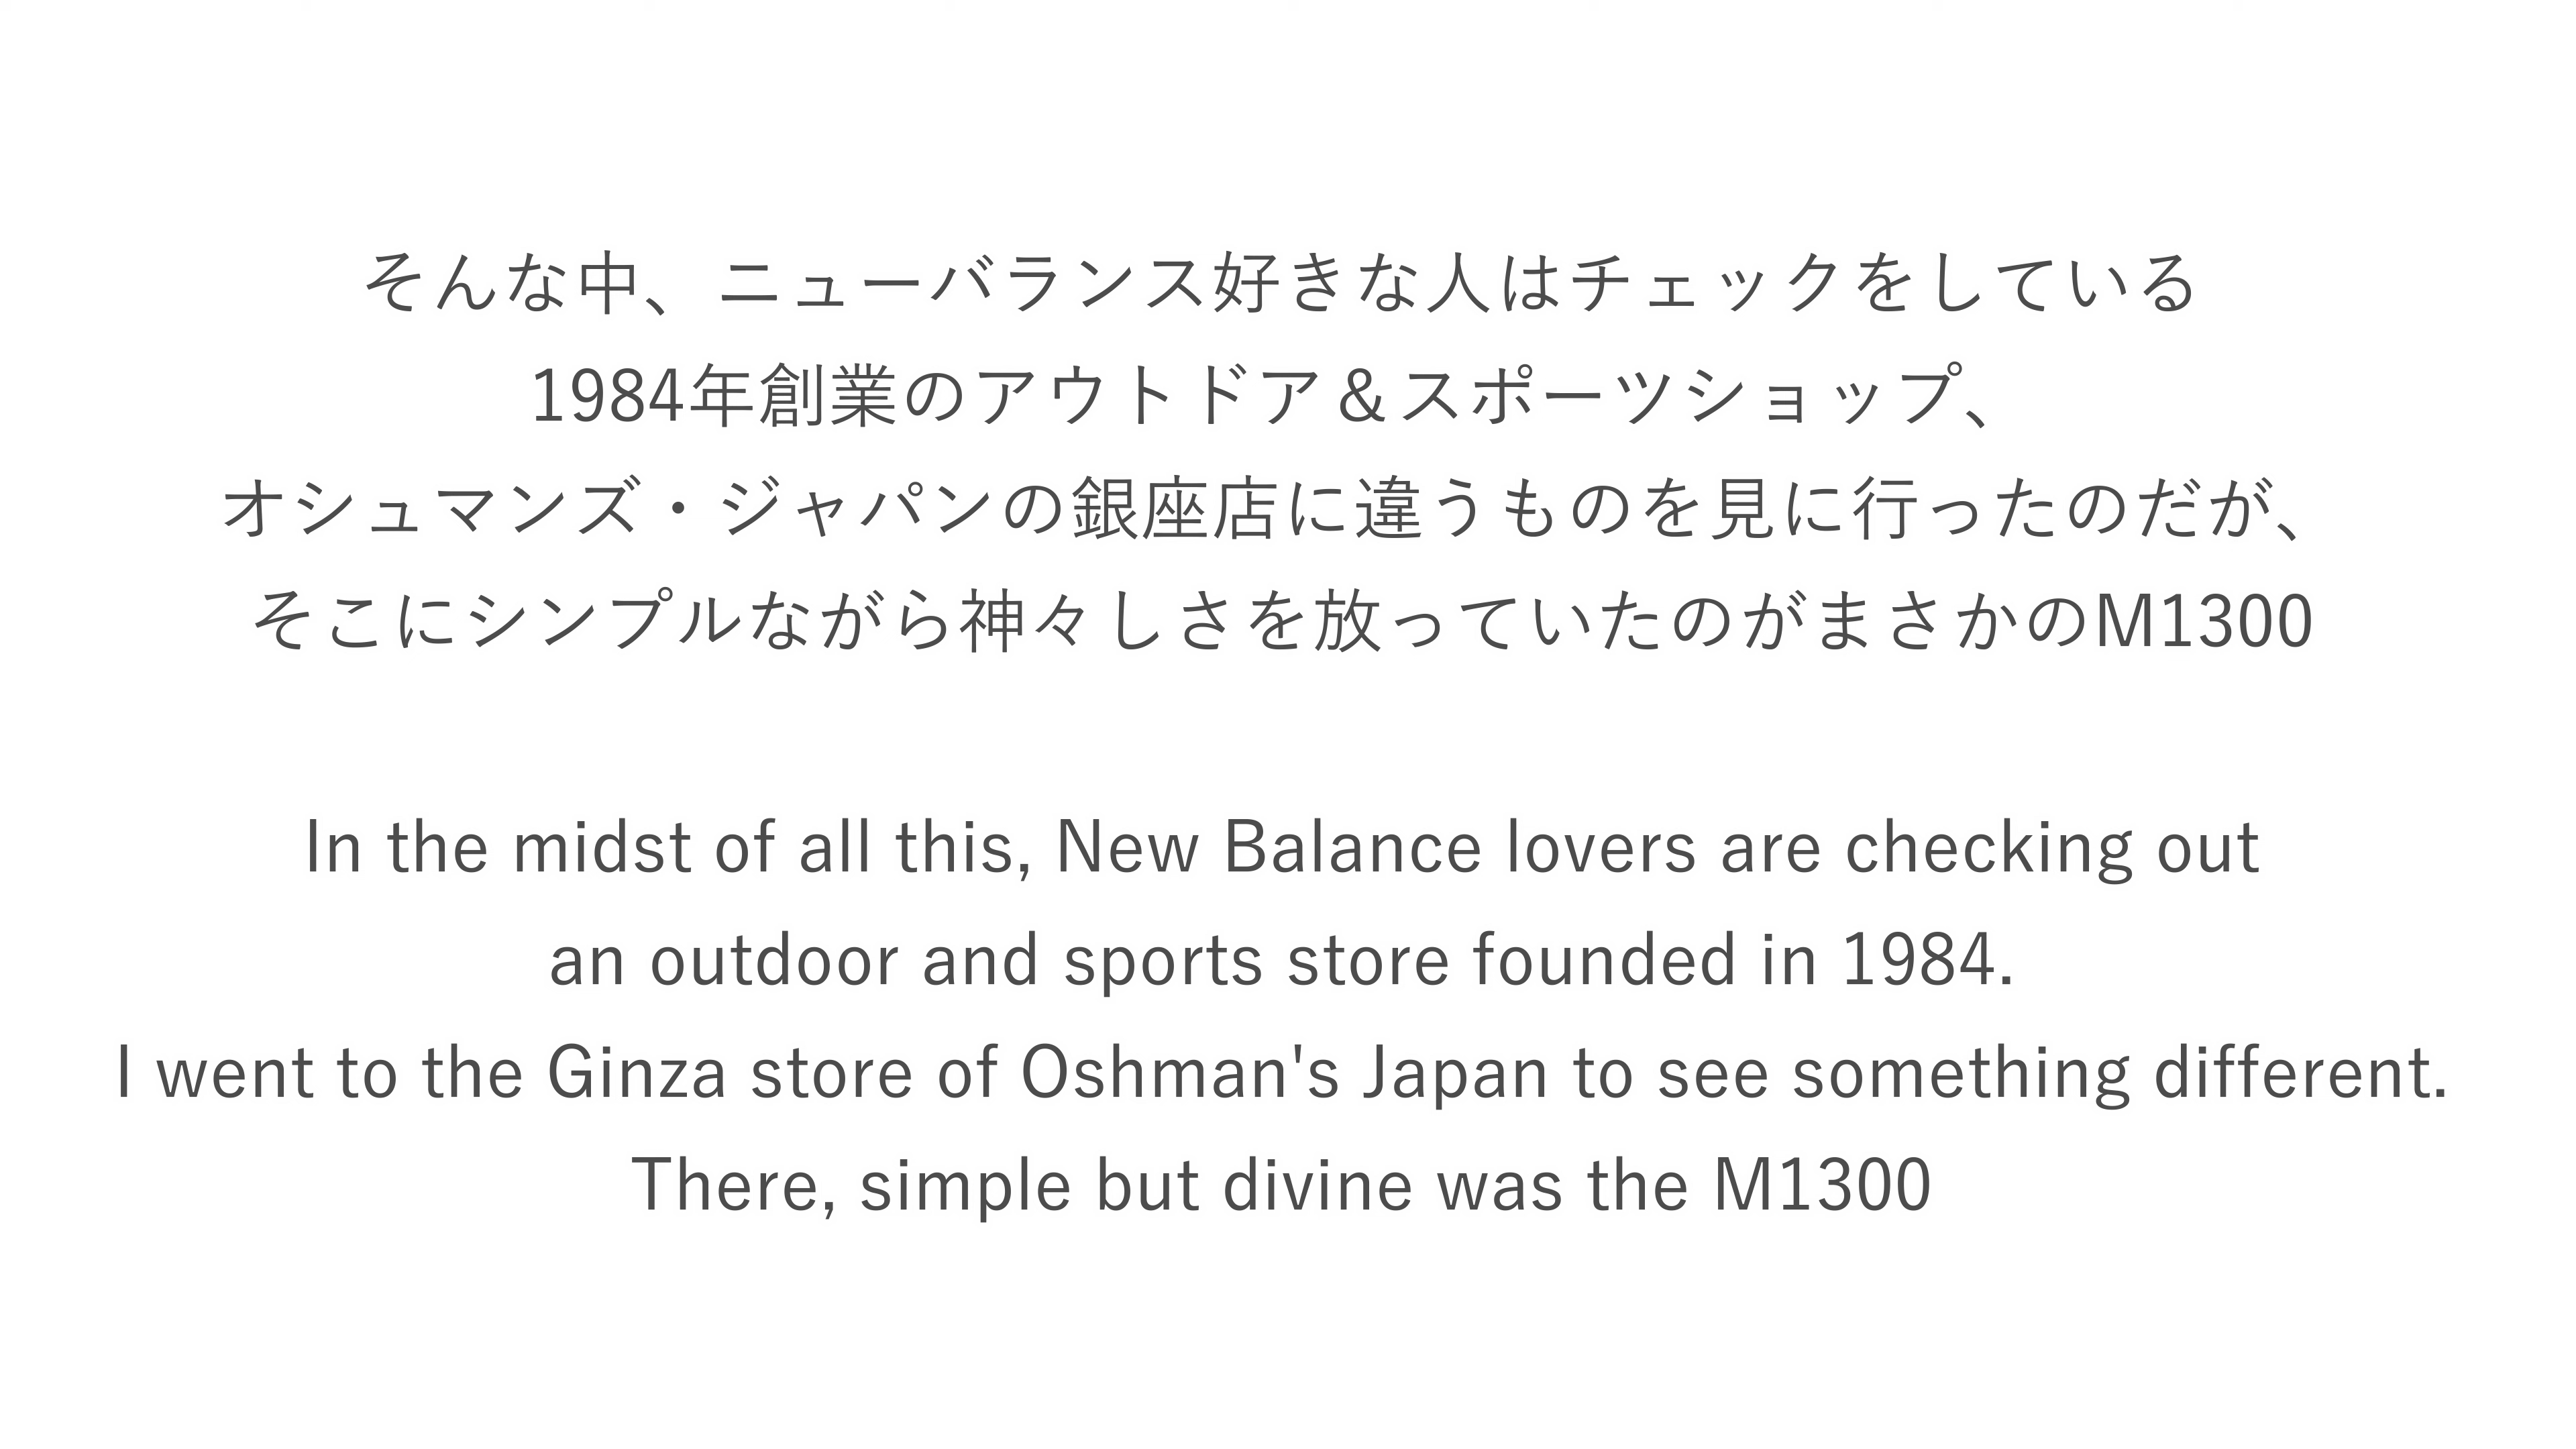 そんな中、ニューバランス好きな人はチェックをしている
1984年創業のアウトドア＆スポーツショップ、
オシュマンズ・ジャパンの銀座店に違うものを見に行ったのだが、
そこにシンプルながら神々しさを放っていたのがまさかのM1300
In the midst of all this, New Balance lovers are checking out
an outdoor and sports store founded in 1984.
I went to the Ginza store of Oshman's Japan to see something different.
There, simple but divine was the M1300